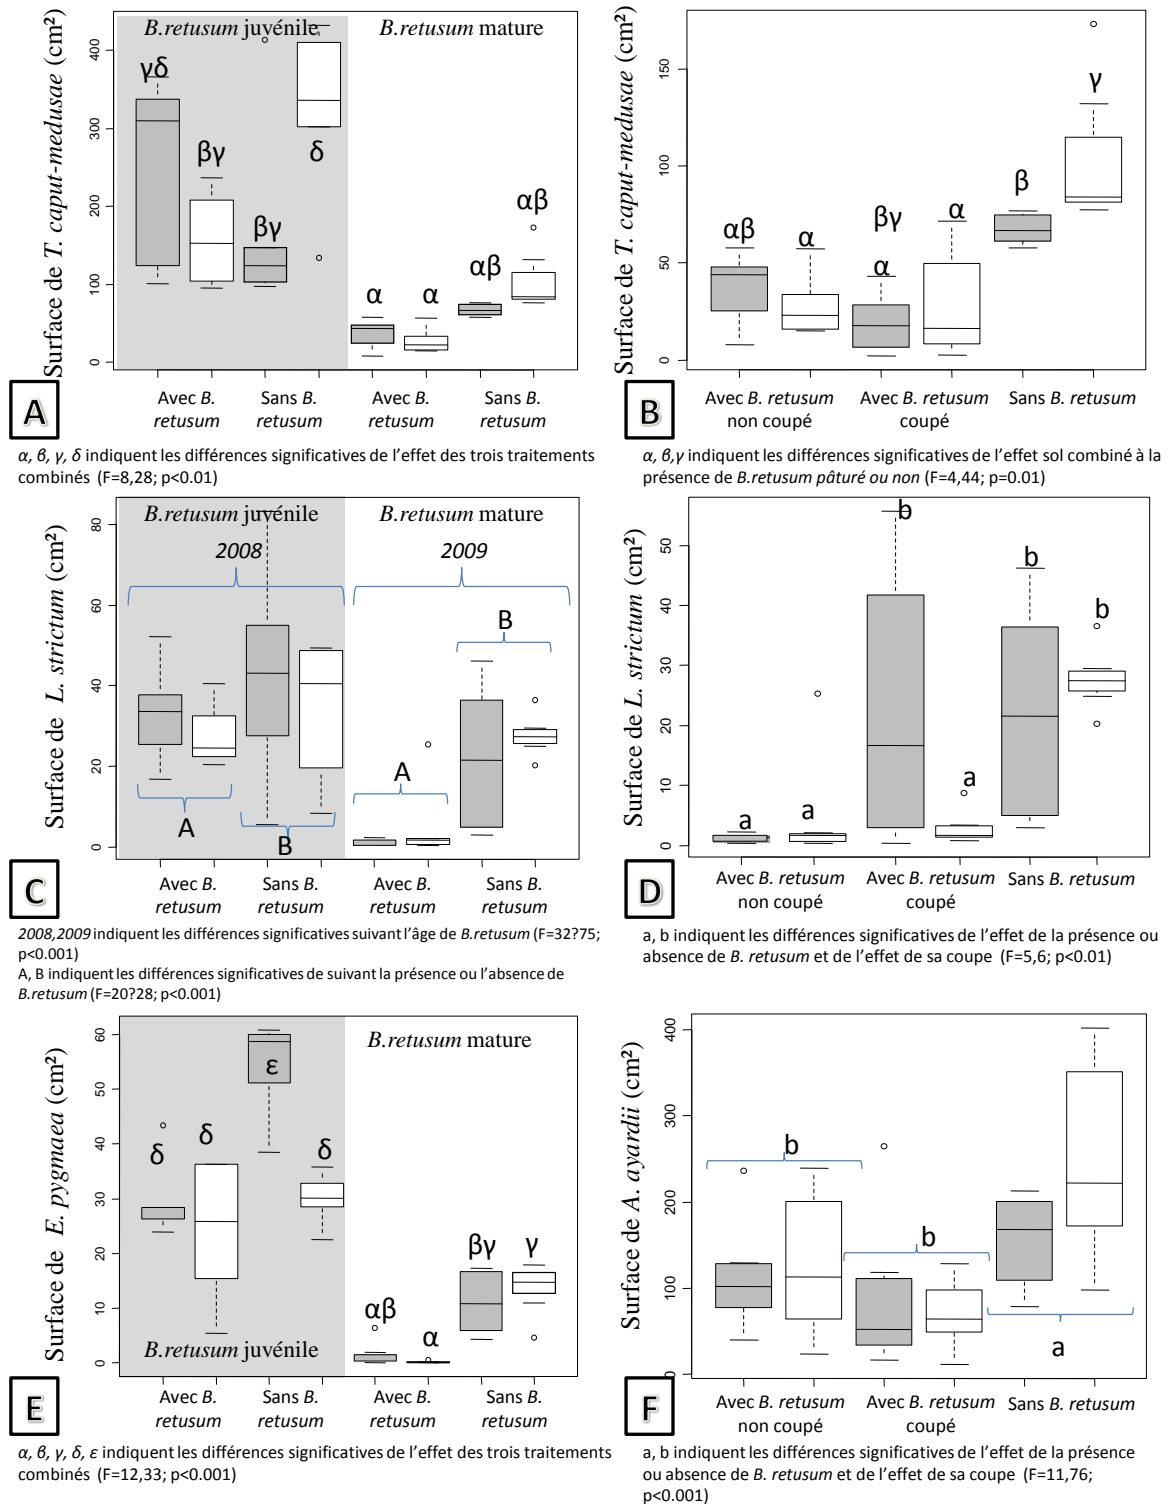 Surface de T. caput-medusae (cm²)
B.retusum juvénile
B.retusum mature
400
300
200
100
0
γδ
βγ
βγ
δ
α
α
αβ
αβ
Avec B. retusum
Sans B. retusum
Avec B. retusum
Sans B. retusum
A
α, β, γ, δ indiquent les différences significatives de l'effet des trois traitements
combinés (F=8,28; p<0.01)
Surface de T. caput-medusae (cm²)
150
100
50
0
αβ
α
βγ
α
α
β
γ
Avec B. retusum non coupé
Avec B. retusum coupé
Sans B. retusum
B
α, β,γ indiquent les différences significatives de l'effet sol combiné à la
présence de B.retusum pâturé ou non (F=4,44; p=0.01)
Surface de L. strictum (cm²)
B.retusum juvénile
B.retusum mature
2008
2009
80
60
40
20
0
A
B
A
B
Avec B. retusum
Sans B. retusum
Avec B. retusum
Sans B. retusum
C
2008,2009 indiquent les différences significatives suivant l'âge de B.retusum (F=32?75;
p<0.001)
A, B indiquent les différences significatives de suivant la présence ou l'absence de
B.retusum (F=20?28; p<0.001)
Surface de L. strictum (cm²)
50
40
30
20
10
0
a
a
b
a
b
b
Avec B. retusum non coupé
Avec B. retusum coupé
Sans B. retusum
D
a, b indiquent les différences significatives de l'effet de la présence ou
absence de B. retusum et de l'effet de sa coupe (F=5,6; p<0.01)
Surface de E. pygmaea (cm²)
B.retusum mature
60
50
40
30
20
10
0
δ
δ
ε
δ
αβ
α
βγ
γ
B.retusum juvénile
Avec B. retusum
Sans B. retusum
Avec B. retusum
Sans B. retusum
E
α, β, γ, δ, ε indiquent les différences significatives de l'effet des trois traitements
combinés (F=12,33; p<0.001)
Surface de A. ayardii (cm²)
400
300
200
100
0
b
b
a
Avec B. retusum non coupé
Avec B. retusum coupé
Sans B. retusum
F
a, b indiquent les différences significatives de l'effet de la présence
ou absence de B. retusum et de l'effet de sa coupe (F=11,76;
p<0.001)